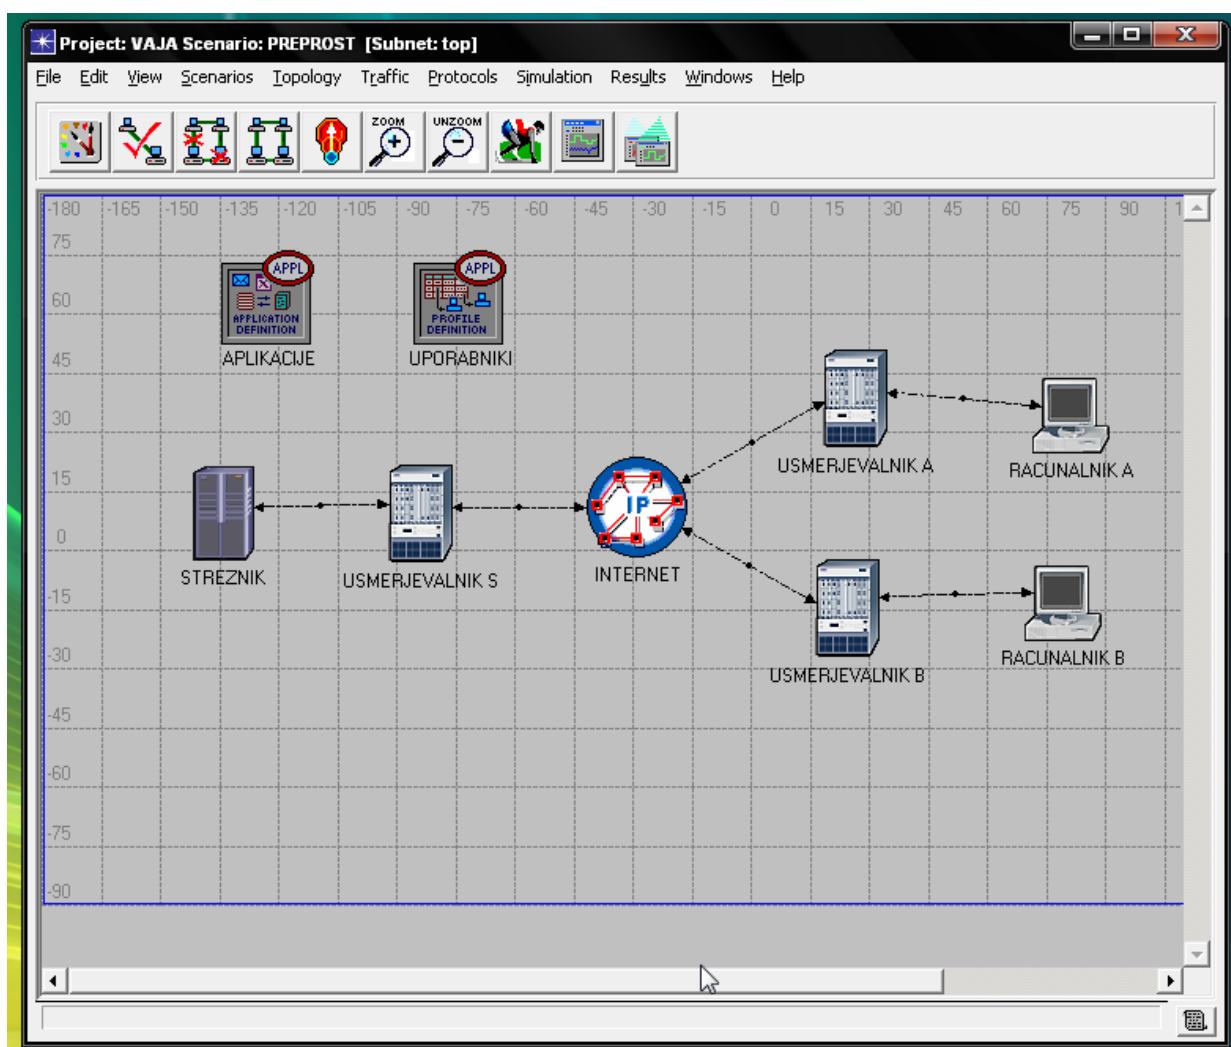 Project: VAJA Scenario: PREPROST [Subnet: top]
File Edit View Scenarios Topology Traffic Protocols Simulation Results Windows Help
ZOOM UNZOOM
-180 -165 -150 -135 -120 -105 -90 -75 -60 -45 -30 -15 0 15 30 45 60 75 90 1
75
APPL APPL
60
APPLICATION DEFINITION
PROFILE DEFINITION
45 APLIKACIJE UPORABNIKI
30
USMERJEVALNIK A RACUNALNIK A
15
IP
0
STREZNIK USMERJEVALNIK S INTERNET
-15
-30 RACUNALNIK B
USMERJEVALNIK B
-45
-60
-75
-90